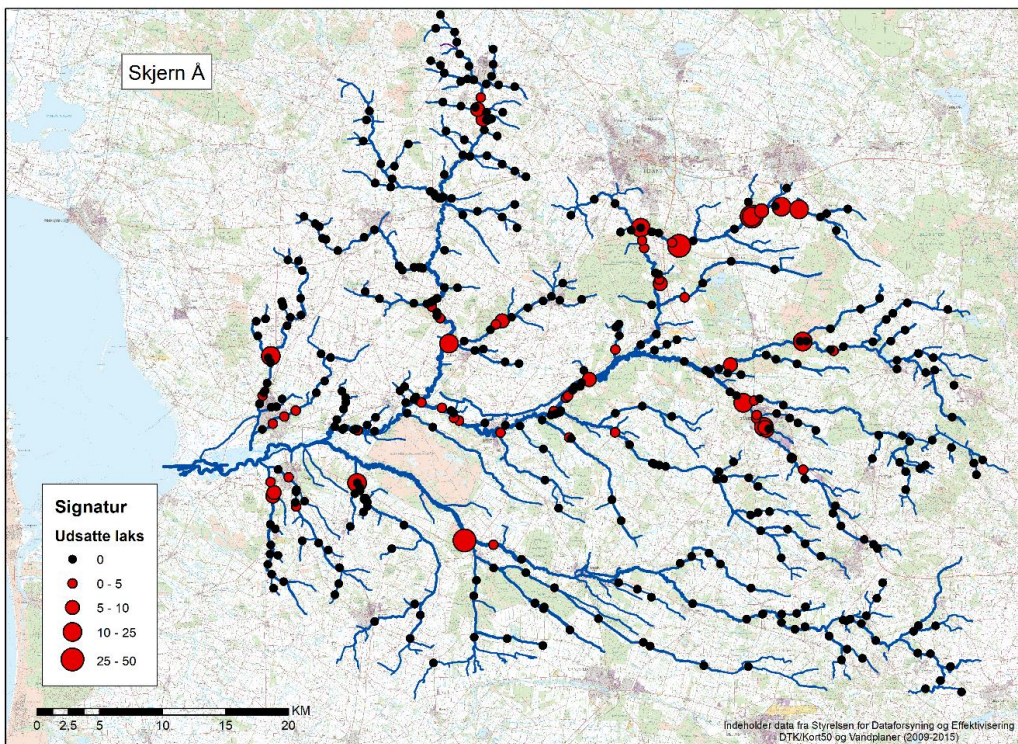 Skjern Å
Signatur
Udsatte laks
0
0 - 5
5 - 10
10 - 25
25 - 50
KM
0 2,5 5 10 15 20
Indeholder data fra Styrelsen for Dataforsyning og Effektivisering
DTK/Kort50 og Vandplaner (2009-2015)